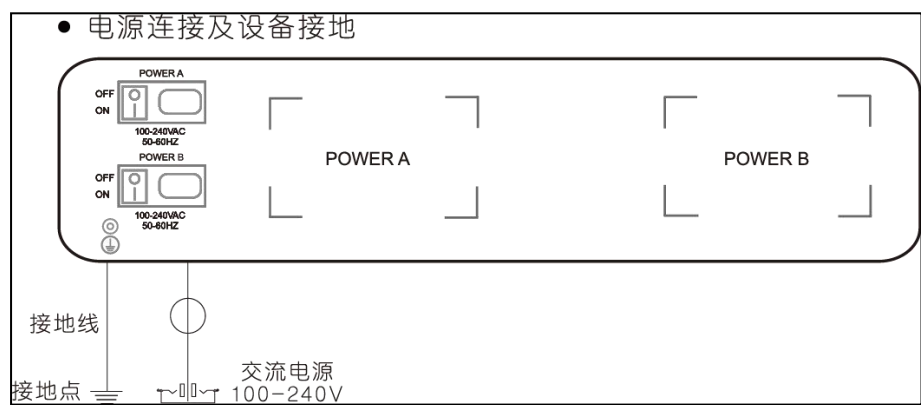 ● 电源连接及设备接地
POWER A
OFF
ON
100-240VAC
50-60HZ
POWER B
OFF
ON
100-240VAC
50-60HZ
POWER A
POWER B
接地线
接地点
交流电源
100-240V